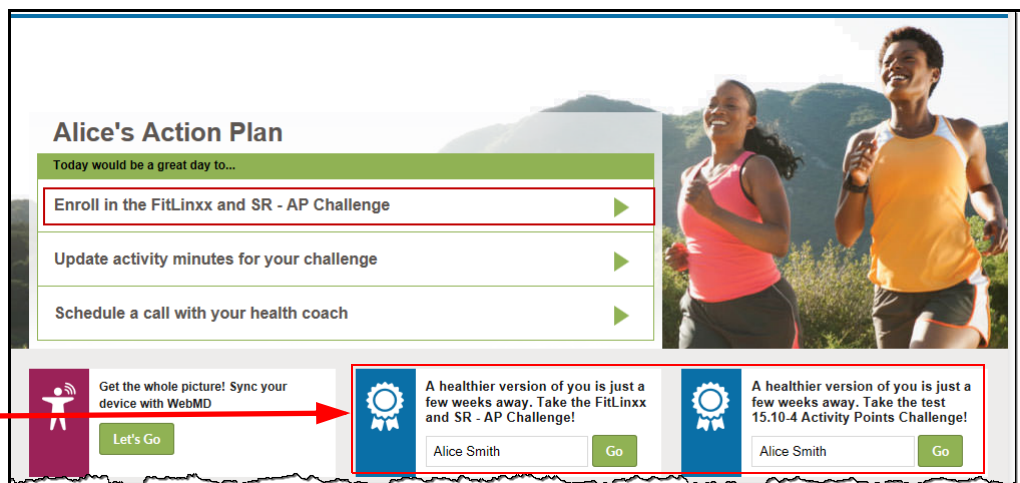 Alice's Action Plan
Today would be a great day to...
Enroll in the FitLinxx and SR - AP Challenge
Update activity minutes for your challenge
Schedule a call with your health coach
Get the whole picture! Sync your
device with WebMD
Let's Go
A healthier version of you is just a
few weeks away. Take the FitLinxx
and SR - AP Challenge!
Alice Smith
Go
A healthier version of you is just a
few weeks away. Take the test
15.10-4 Activity Points Challenge!
Alice Smith
Go